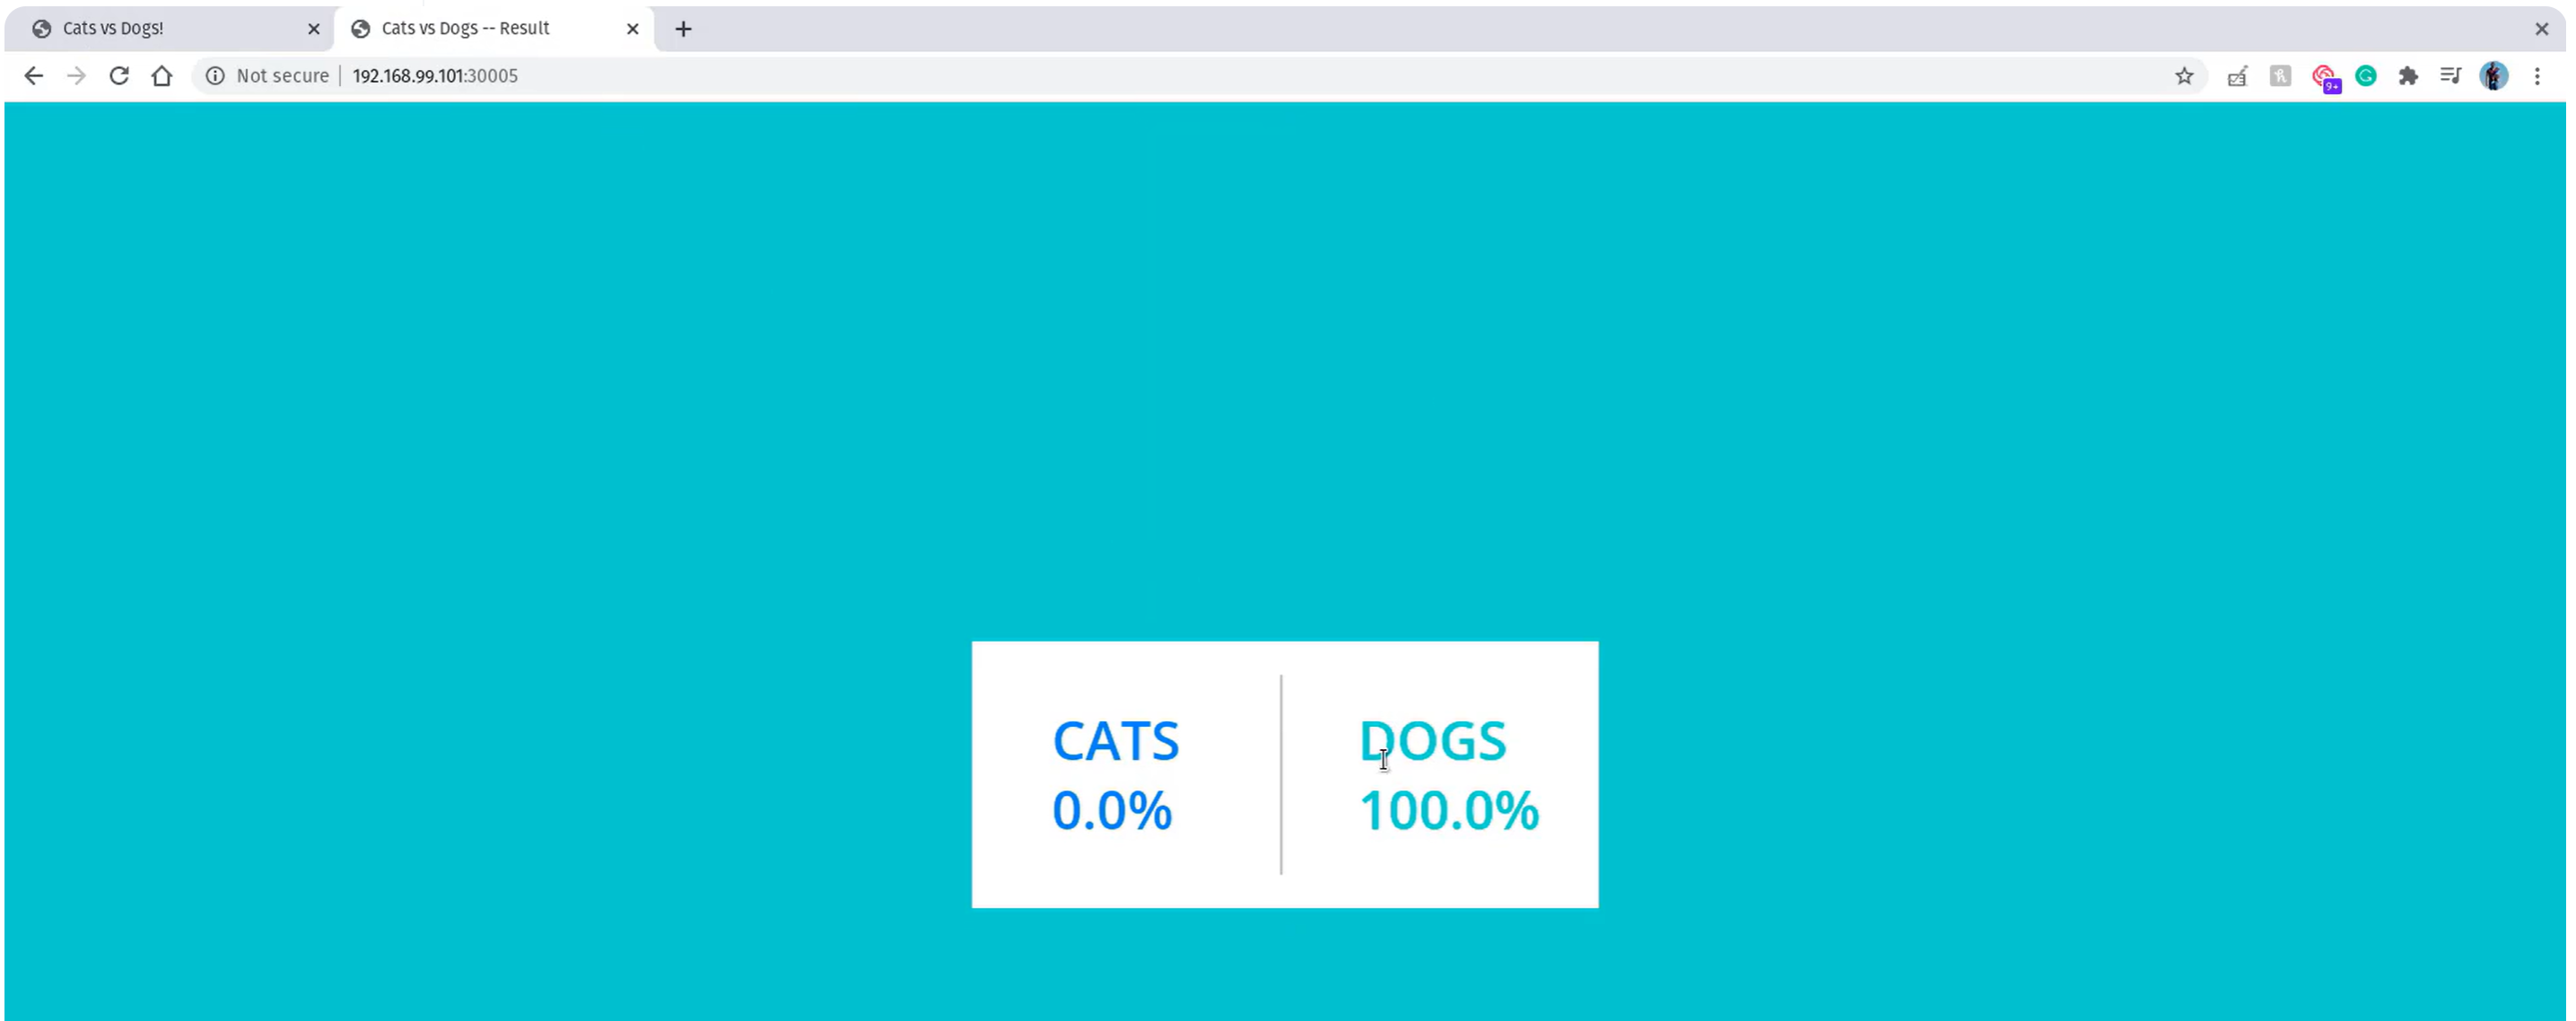 Cats vs Dogs!
Cats vs Dogs -- Result
Not secure
192.168.99.101:30005
9+
CATS
DOGS
0.0%
100.0%